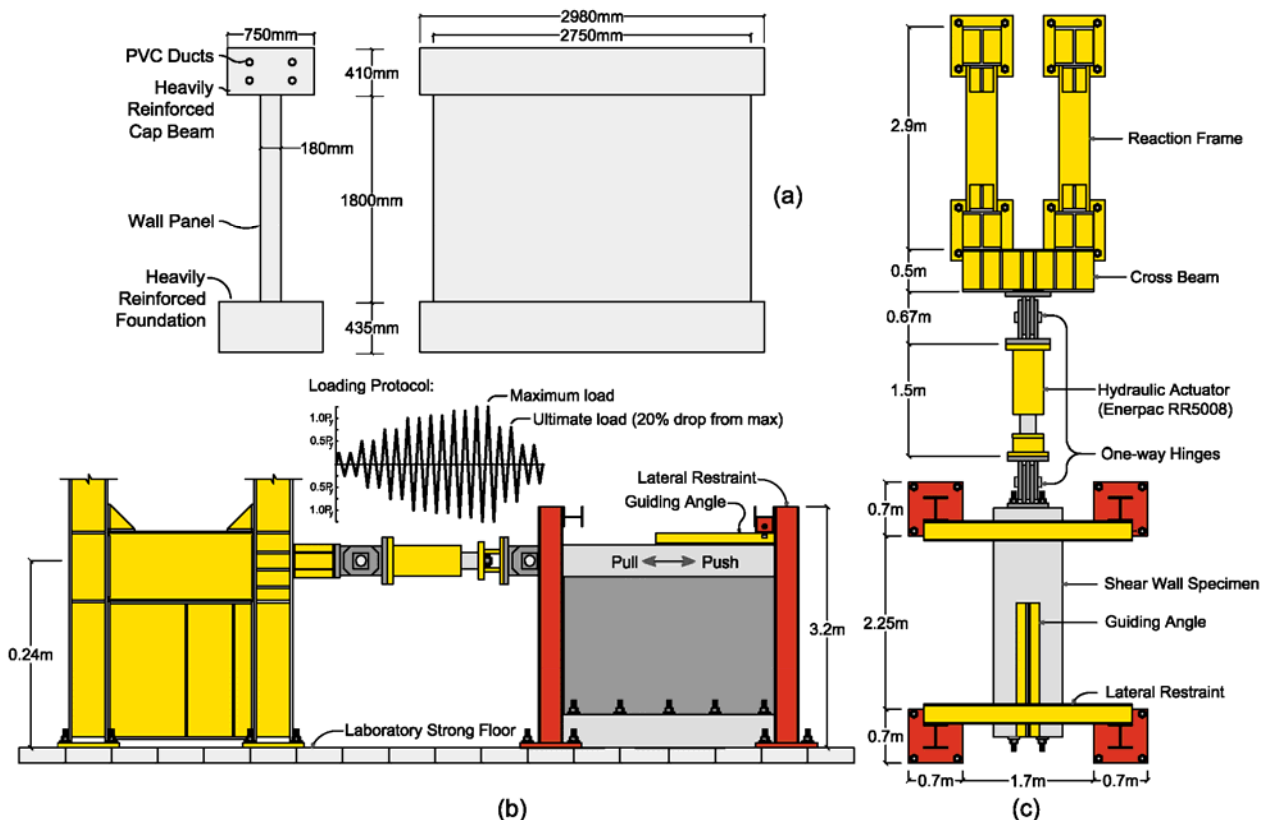 (a)
750mm
PVC Ducts
Heavily
Reinforced
Cap Beam
180mm
Wall Panel
Heavily
Reinforced
Foundation
2980mm
2750mm
410mm
1800mm
435mm
Loading Protocol:
1.0Py
0.5Py
0.5Py
1.0Py
Maximum load
Ultimate load (20% drop from max)
Lateral Restraint
Guiding Angle
Pull
Push
0.24m
3.2m
Laboratory Strong Floor
(b)
2.9m
Reaction Frame
0.5m
Cross Beam
0.67m
1.5m
Hydraulic Actuator
(Enerpac RR5008)
One-way Hinges
0.7m
Shear Wall Specimen
2.25m
Guiding Angle
Lateral Restraint
0.7m
0.7m
1.7m
0.7m
(c)